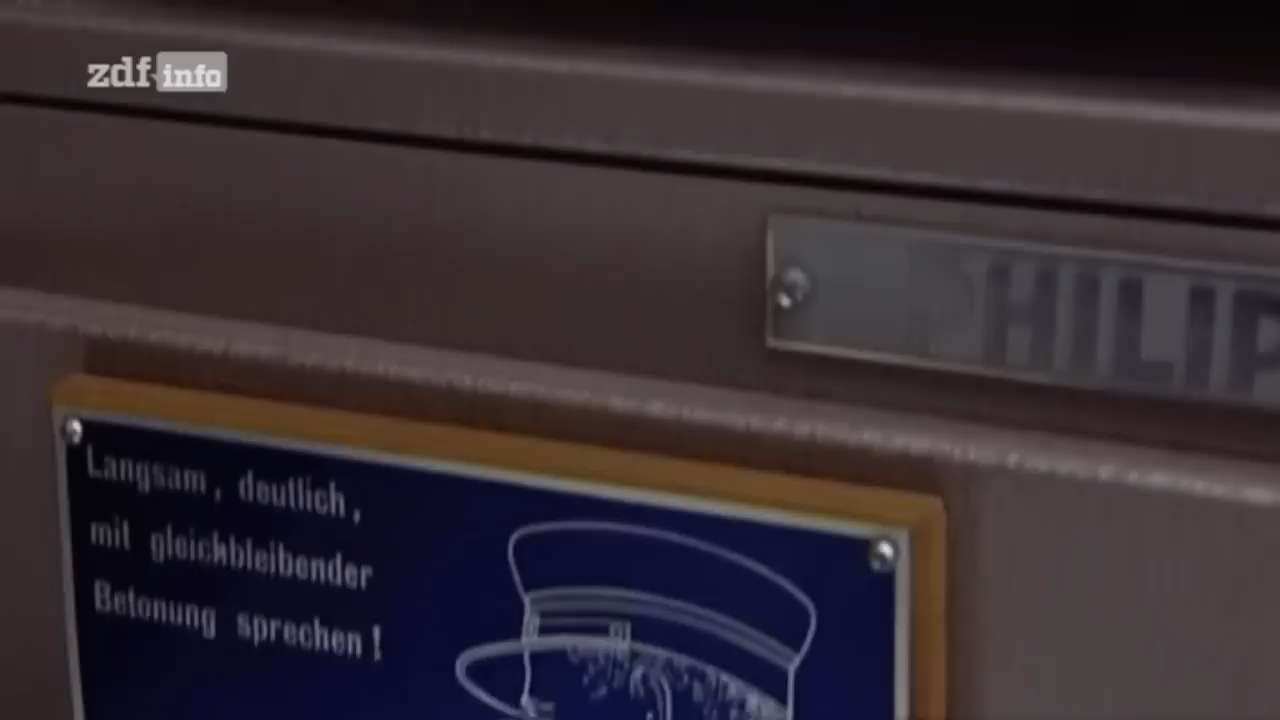 zdf info
PHILIP
Langsam, deutlich,
mit gleichbleibender
Betonung sprechen!